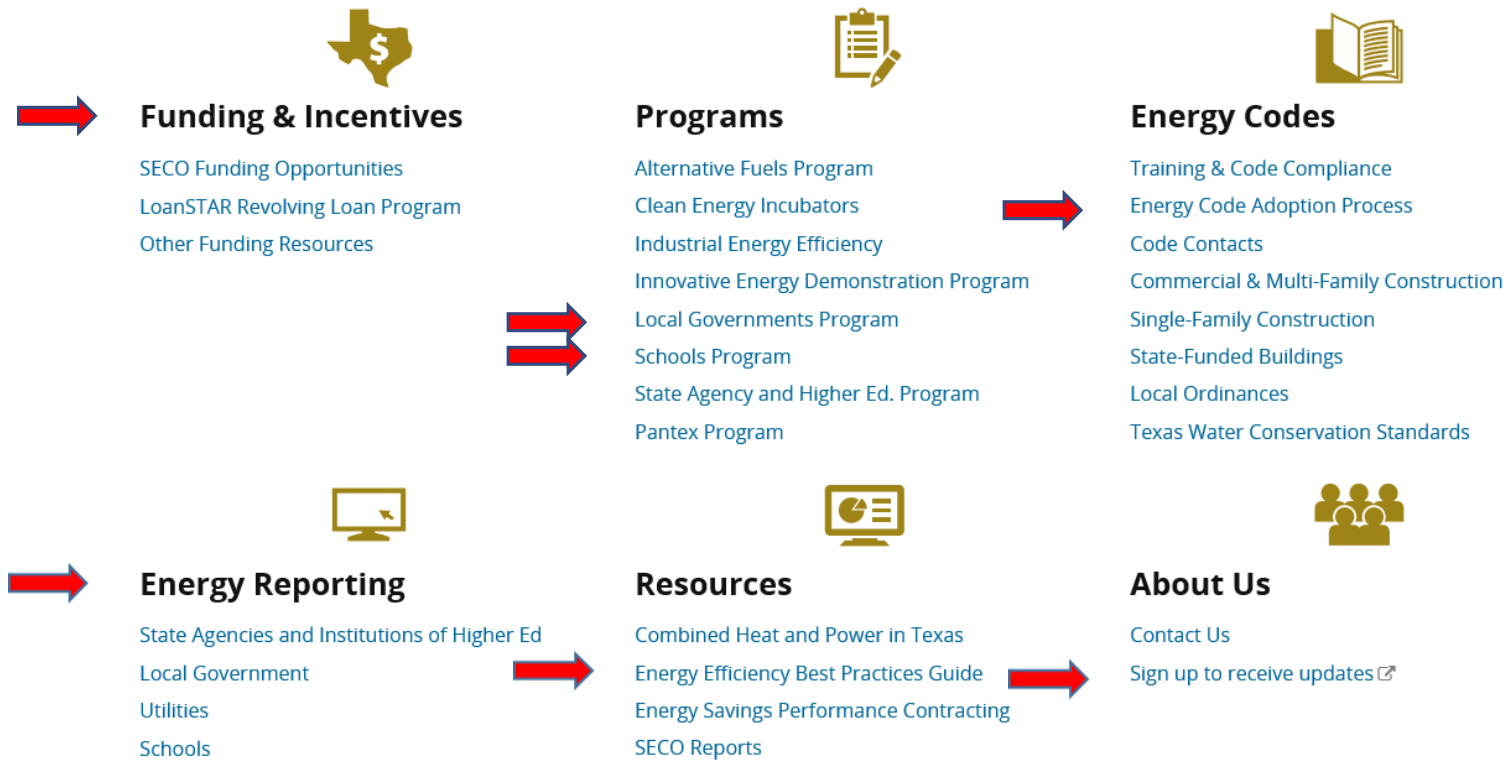 $
Funding & Incentives
SECO Funding Opportunities
LoanSTAR Revolving Loan Program
Other Funding Resources
Programs
Alternative Fuels Program
Clean Energy Incubators
Industrial Energy Efficiency
Innovative Energy Demonstration Program
Local Governments Program
Schools Program
State Agency and Higher Ed. Program
Pantex Program
Energy Codes
Training & Code Compliance
Energy Code Adoption Process
Code Contacts
Commercial & Multi-Family Construction
Single-Family Construction
State-Funded Buildings
Local Ordinances
Texas Water Conservation Standards
Energy Reporting
State Agencies and Institutions of Higher Ed
Local Government
Utilities
Schools
Resources
Combined Heat and Power in Texas
Energy Efficiency Best Practices Guide
Energy Savings Performance Contracting
SECO Reports
About Us
Contact Us
Sign up to receive updates